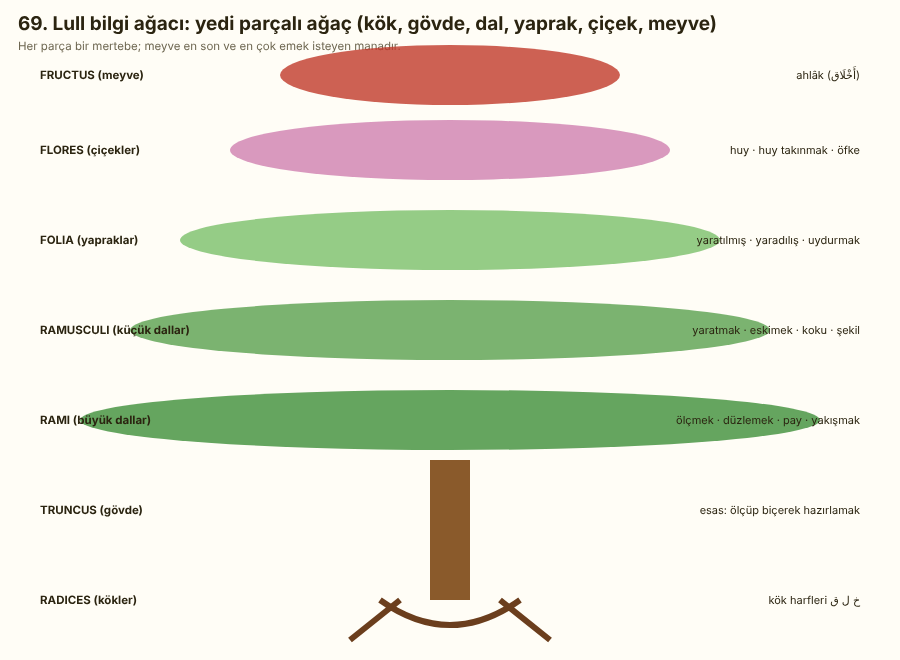 69. Lull bilgi ağacı: yedi parçalı ağaç (kök, gövde, dal, yaprak, çiçek, meyve)
Her parça bir mertebe; meyve en son ve en çok emek isteyen manadır.
FRUCTUS (meyve) ahlâk (أَخْلَاق)
FLORES (çiçekler) huy · huy takınmak · öfke
FOLIA (yapraklar) yaratılmış · yaradılış · uydurmak
RAMUSCULI (küçük dallar) yaratmak · eskimek · koku · şekil
RAMI (büyük dallar) ölçmek · düzlemek · pay · yakışmak
TRUNCUS (gövde) esas: ölçüp biçerek hazırlamak
RADICES (kökler) kök harfleri خ ل ق